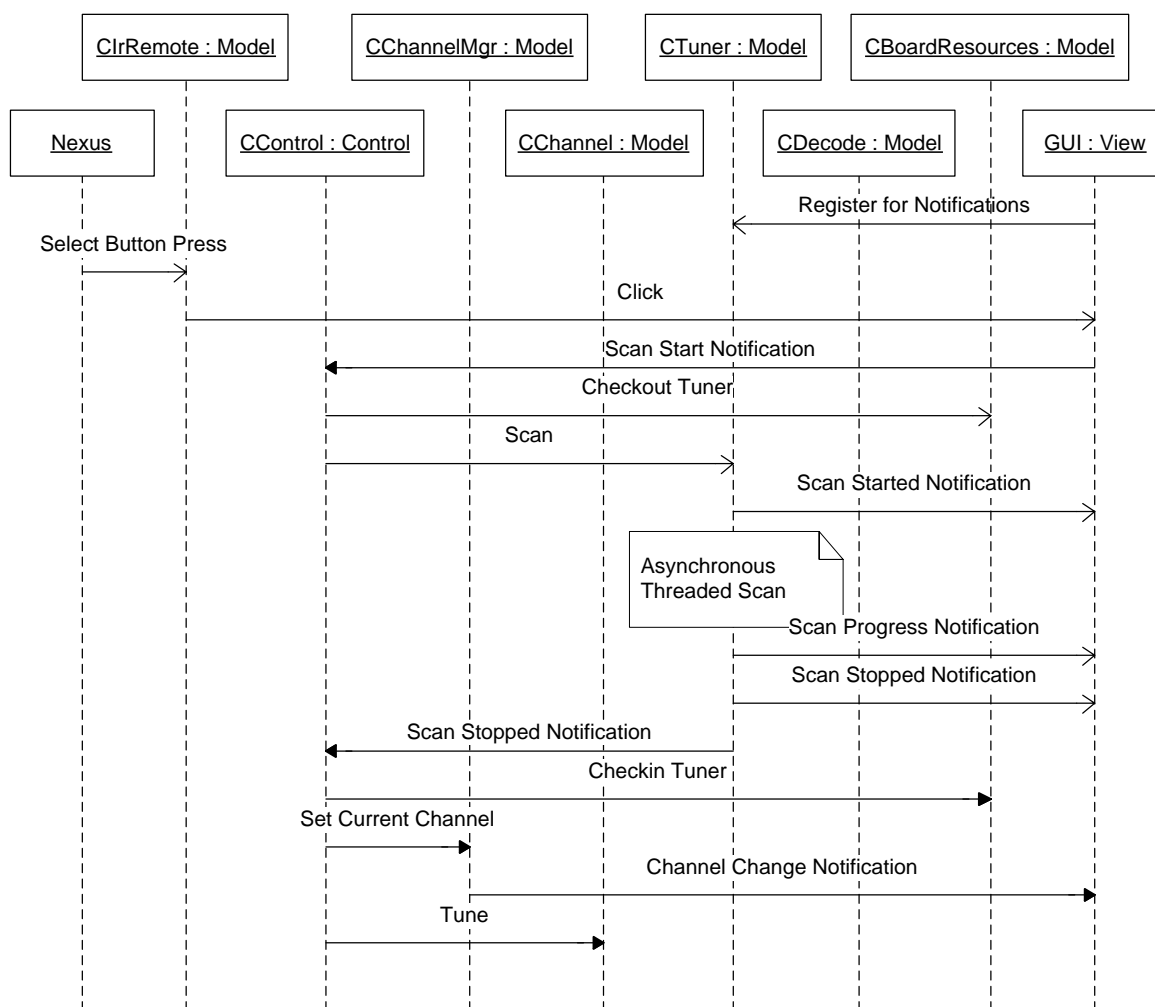 CIrRemote : Model
CChannelMgr : Model
CTuner : Model
CBoardResources : Model
Nexus
CControl : Control
CChannel : Model
CDecode : Model
GUI : View
Register for Notifications
Select Button Press
Click
Scan Start Notification
Checkout Tuner
Scan
Scan Started Notification
Asynchronous
Threaded Scan
Scan Progress Notification
Scan Stopped Notification
Scan Stopped Notification
Checkin Tuner
Set Current Channel
Channel Change Notification
Tune